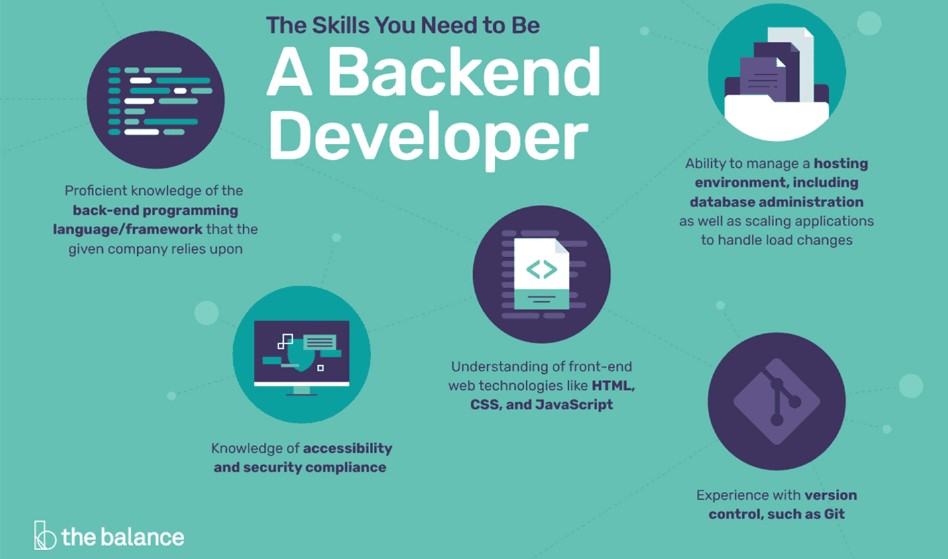 The Skills You Need to Be
A Backend
Developer
Proficient knowledge of the
back-end programming
language/framework that the
given company relies upon
Ability to manage a hosting
environment, including
database administration
as well as scaling applications
to handle load changes
Understanding of front-end
web technologies like HTML,
CSS, and JavaScript
Knowledge of accessibility
and security compliance
Experience with version
control, such as Git
the balance